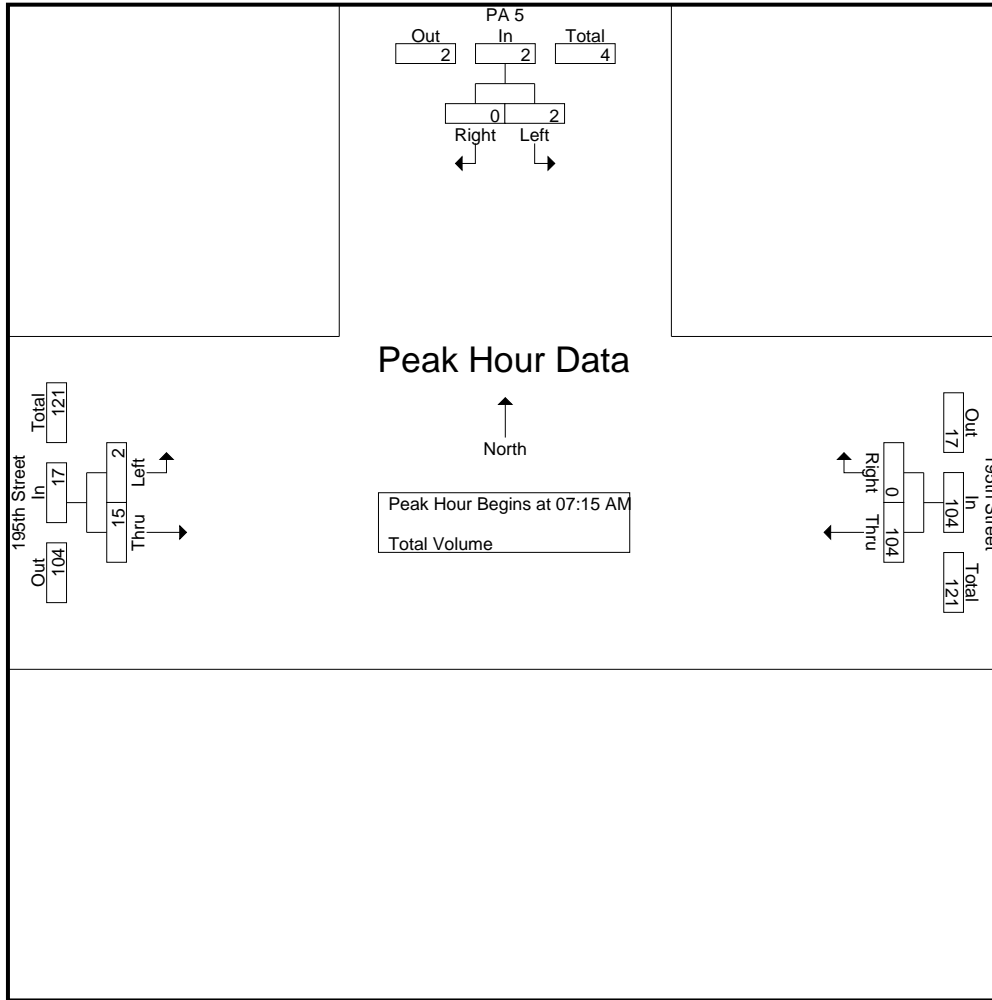 PA 5
Out In Total
2 2 4
0 2
Right Left
Peak Hour Data
North
Peak Hour Begins at 07:15 AM
Total Volume
195th Street
Out In Total
104 17 121
15 2
Thru Left
195th Street
Out In Total
17 104 121
0 104
Right Thru